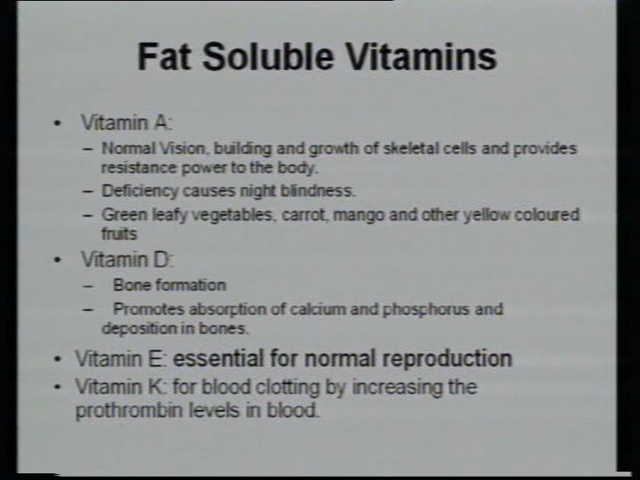 Fat Soluble Vitamins
• Vitamin A:
– Normal Vision, building and growth of skeletal cells and provides
resistance power to the body.
– Deficiency causes night blindness.
– Green leafy vegetables, carrot, mango and other yellow coloured
fruits
• Vitamin D:
– Bone formation
– Promotes absorption of calcium and phosphorus and
deposition in bones.
• Vitamin E: essential for normal reproduction
• Vitamin K: for blood clotting by increasing the
prothrombin levels in blood.